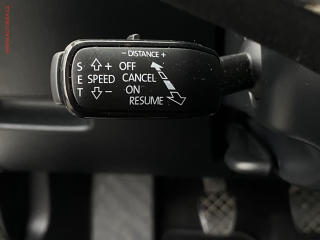 - DISTANCE +
S ⇧+ OFF
E SPEED CANCEL
T ⇩- ON
RESUME